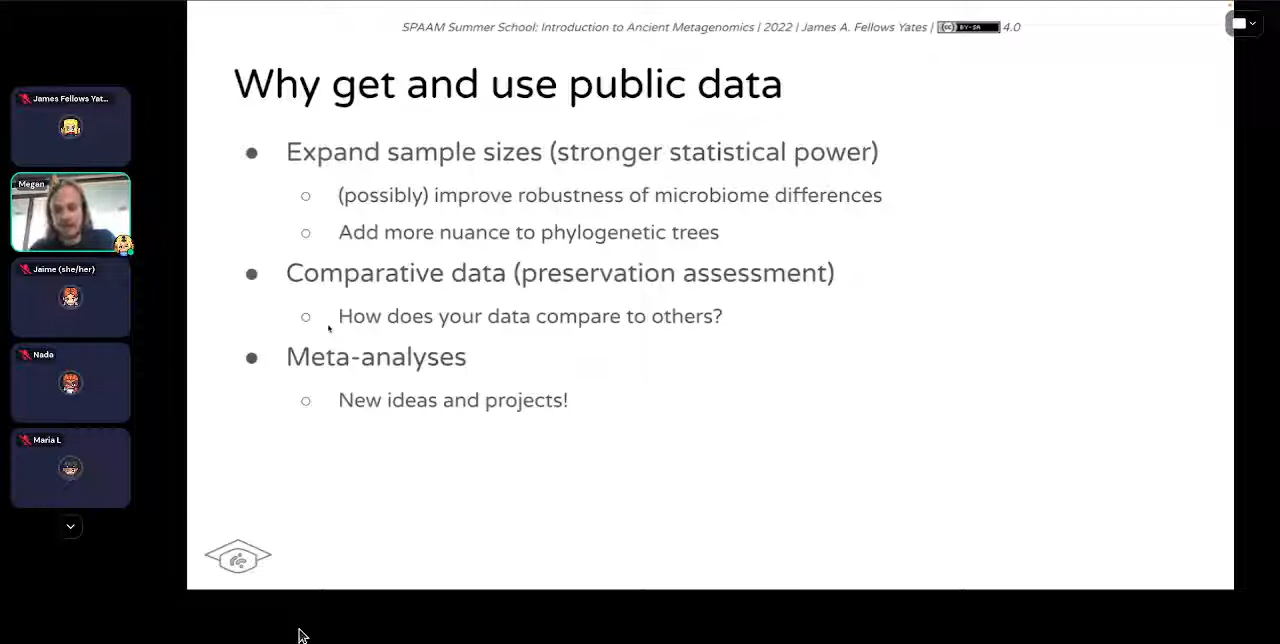 SPAAM Summer School: Introduction to Ancient Metagenomics | 2022 | James A. Fellows Yates | CC BY-SA 4.0
Why get and use public data
● Expand sample sizes (stronger statistical power)
○ (possibly) improve robustness of microbiome differences
○ Add more nuance to phylogenetic trees
● Comparative data (preservation assessment)
○ How does your data compare to others?
● Meta-analyses
○ New ideas and projects!
James Fellows Yat...
Megan
Jaime (she/her)
Nada
Maria L